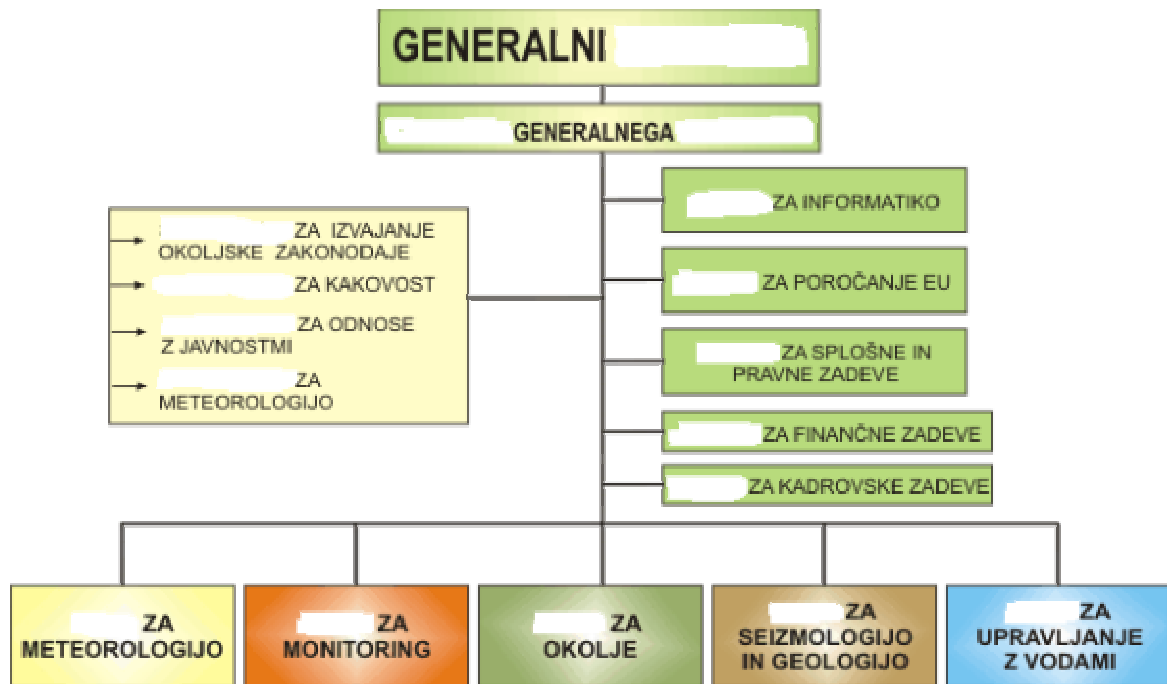 GENERALNI
GENERALNEGA
ZA INFORMATIKO
ZA POROČANJE EU
ZA SPLOŠNE IN
PRAVNE ZADEVE
ZA FINANČNE ZADEVE
ZA KADROVSKE ZADEVE
ZA IZVAJANJE
OKOLJSKE ZAKONODAJE
ZA KAKOVOST
ZA ODNOSE
Z JAVNOSTMI
ZA
METEOROLOGIJO
ZA
METEOROLOGIJO
ZA
MONITORING
ZA
OKOLJE
ZA
SEIZMOLOGIJO
IN GEOLOGIJO
ZA
UPRAVLJANJE
Z VODAMI